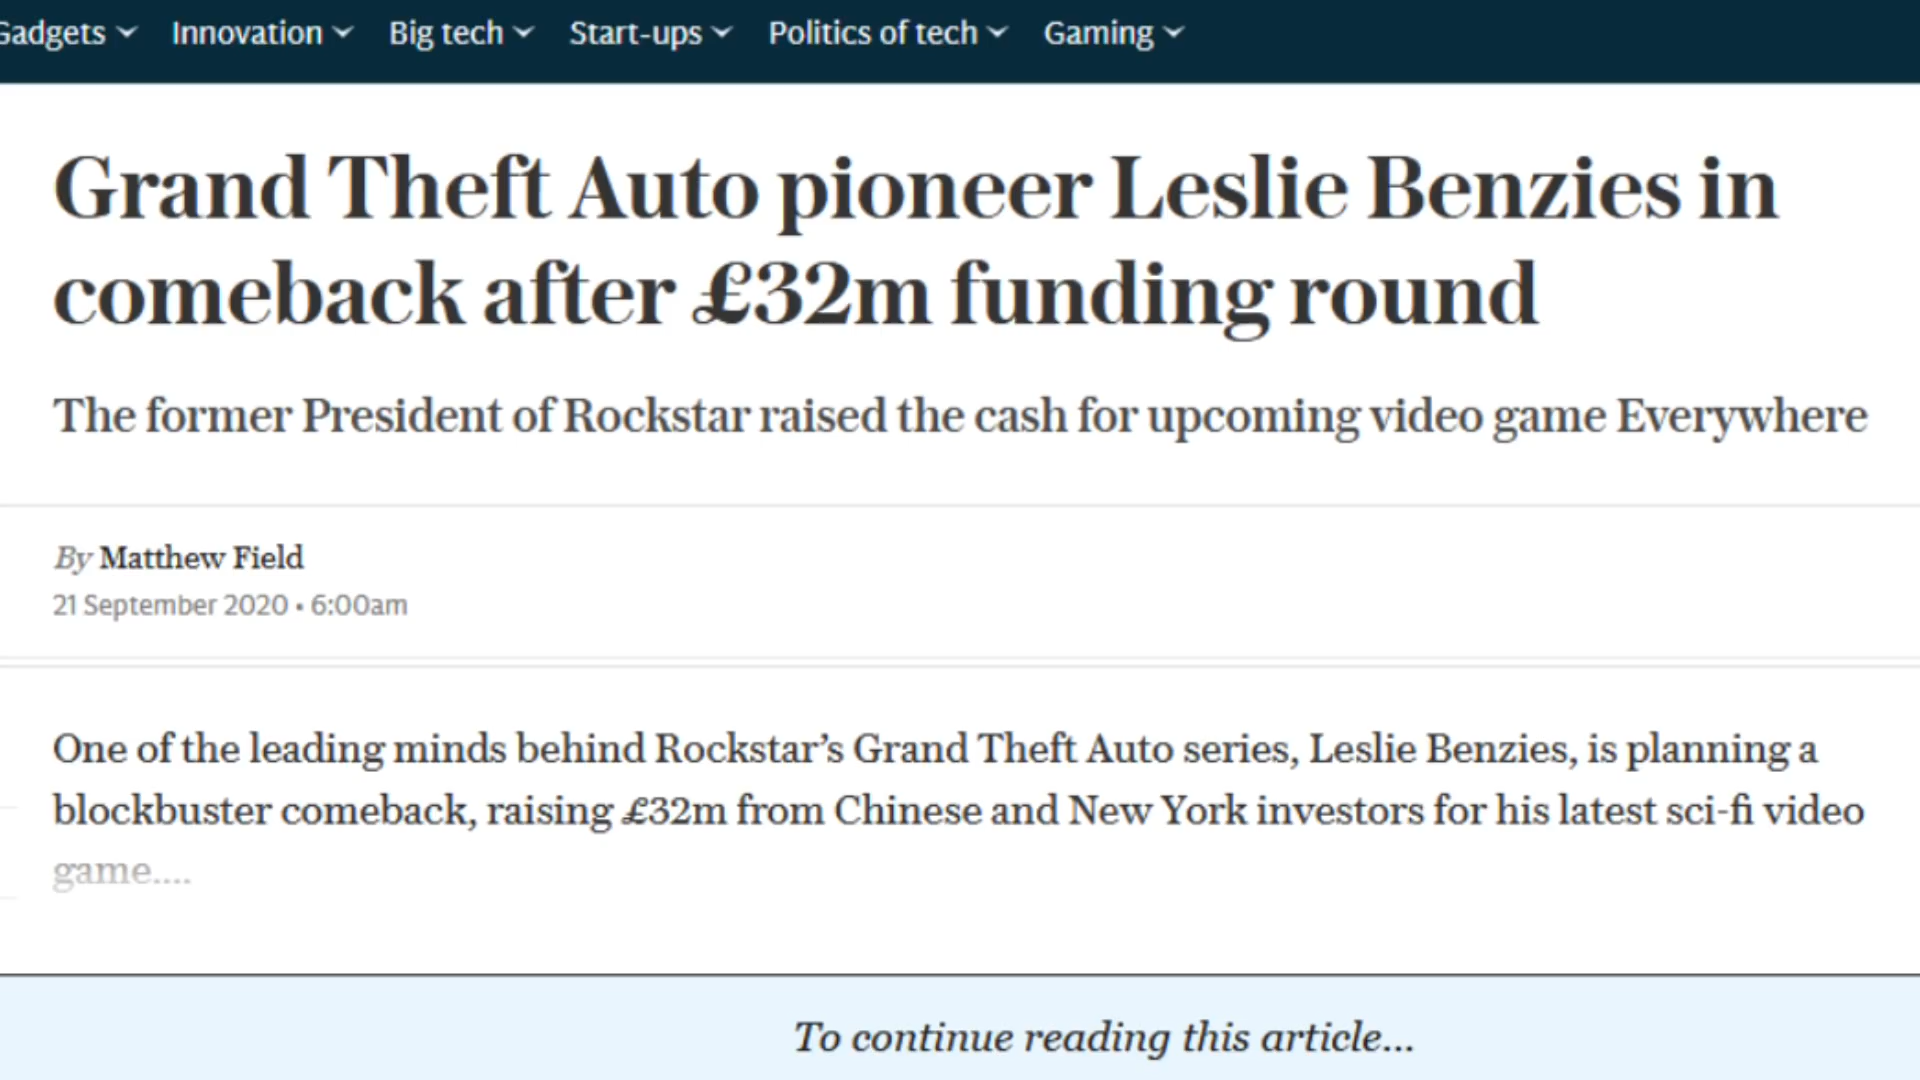 Gadgets Innovation Big tech Start-ups Politics of tech Gaming
Grand Theft Auto pioneer Leslie Benzies in
comeback after £32m funding round
The former President of Rockstar raised the cash for upcoming video game Everywhere
By Matthew Field
21 September 2020 • 6:00am
One of the leading minds behind Rockstar’s Grand Theft Auto series, Leslie Benzies, is planning a
blockbuster comeback, raising £32m from Chinese and New York investors for his latest sci-fi video
game....
To continue reading this article...